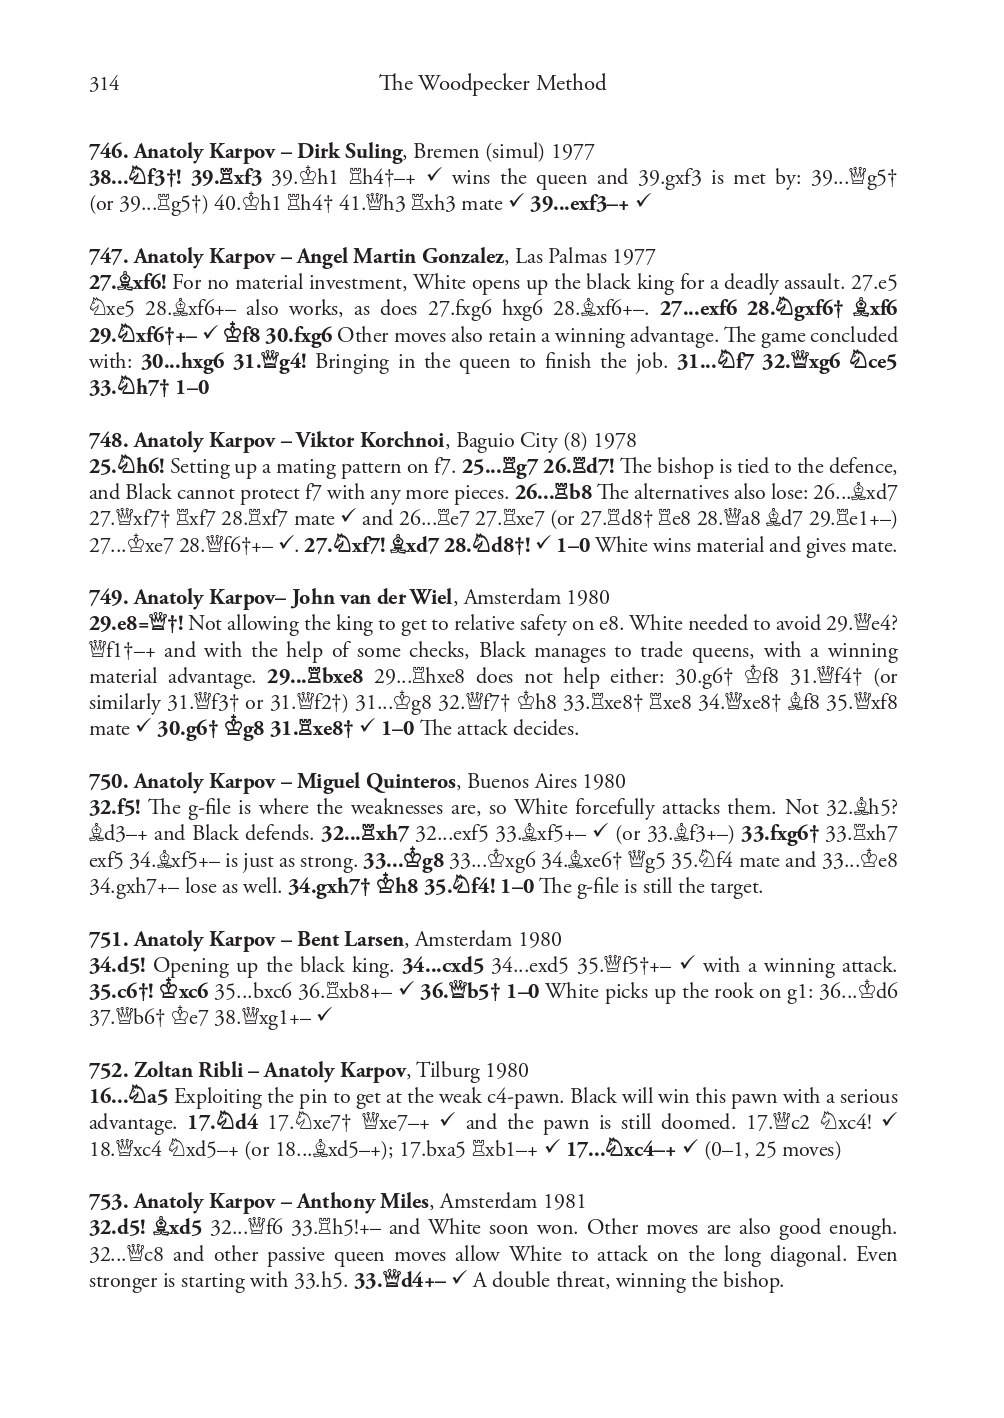 314 The Woodpecker Method
746. Anatoly Karpov – Dirk Suling, Bremen (simul) 1977
38...♘f3†! 39.♖xf3 39.♔h1 ♖h4†–+ ✓ wins the queen and 39.gxf3 is met by: 39...♕g5†
(or 39...♖g5†) 40.♔h1 ♖h4† 41.♕h3 ♖xh3 mate ✓ 39...exf3–+ ✓
747. Anatoly Karpov – Angel Martin Gonzalez, Las Palmas 1977
27.♗xf6! For no material investment, White opens up the black king for a deadly assault. 27.e5
♘xe5 28.♗xf6+– also works, as does 27.fxg6 hxg6 28.♗xf6+–. 27...exf6 28.♘gxf6† ♗xf6
29.♘xf6†+– ✓ ♔f8 30.fxg6 Other moves also retain a winning advantage. The game concluded
with: 30...hxg6 31.♕g4! Bringing in the queen to finish the job. 31...♘f7 32.♕xg6 ♘ce5
33.♘h7† 1–0
748. Anatoly Karpov – Viktor Korchnoi, Baguio City (8) 1978
25.♘h6! Setting up a mating pattern on f7. 25...♖g7 26.♖d7! The bishop is tied to the defence,
and Black cannot protect f7 with any more pieces. 26...♖b8 The alternatives also lose: 26...♗xd7
27.♕xf7† ♖xf7 28.♖xf7 mate ✓ and 26...♖e7 27.♖xe7 (or 27.♖d8† ♖e8 28.♕a8 ♗d7 29.♖e1+–)
27...♔xe7 28.♕f6†+– ✓. 27.♘xf7! ♗xd7 28.♘d8†! ✓ 1–0 White wins material and gives mate.
749. Anatoly Karpov– John van der Wiel, Amsterdam 1980
29.e8=♕†! Not allowing the king to get to relative safety on e8. White needed to avoid 29.♕e4?
♕f1†–+ and with the help of some checks, Black manages to trade queens, with a winning
material advantage. 29...♖bxe8 29...♖hxe8 does not help either: 30.g6† ♔f8 31.♕f4† (or
similarly 31.♕f3† or 31.♕f2†) 31...♔g8 32.♕f7† ♔h8 33.♖xe8† ♖xe8 34.♕xe8† ♗f8 35.♕xf8
mate ✓ 30.g6† ♔g8 31.♖xe8† ✓ 1–0 The attack decides.
750. Anatoly Karpov – Miguel Quinteros, Buenos Aires 1980
32.f5! The g-file is where the weaknesses are, so White forcefully attacks them. Not 32.♗h5?
♗d3–+ and Black defends. 32...♖xh7 32...exf5 33.♗xf5+– ✓ (or 33.♗f3+–) 33.fxg6† 33.♖xh7
exf5 34.♗xf5+– is just as strong. 33...♔g8 33...♔xg6 34.♗xe6† ♕g5 35.♘f4 mate and 33...♔e8
34.gxh7+– lose as well. 34.gxh7† ♔h8 35.♘f4! 1–0 The g-file is still the target.
751. Anatoly Karpov – Bent Larsen, Amsterdam 1980
34.d5! Opening up the black king. 34...cxd5 34...exd5 35.♕f5†+– ✓ with a winning attack.
35.c6†! ♔xc6 35...bxc6 36.♖xb8+– ✓ 36.♕b5† 1–0 White picks up the rook on g1: 36...♔d6
37.♕b6† ♔e7 38.♕xg1+– ✓
752. Zoltan Ribli – Anatoly Karpov, Tilburg 1980
16...♘a5 Exploiting the pin to get at the weak c4-pawn. Black will win this pawn with a serious
advantage. 17.♘d4 17.♘xe7† ♕xe7–+ ✓ and the pawn is still doomed. 17.♕c2 ♘xc4! ✓
18.♕xc4 ♘xd5–+ (or 18...♗xd5–+); 17.bxa5 ♖xb1–+ ✓ 17...♘xc4–+ ✓ (0–1, 25 moves)
753. Anatoly Karpov – Anthony Miles, Amsterdam 1981
32.d5! ♗xd5 32...♕f6 33.♖h5!+– and White soon won. Other moves are also good enough.
32...♕c8 and other passive queen moves allow White to attack on the long diagonal. Even
stronger is starting with 33.h5. 33.♕d4+– ✓ A double threat, winning the bishop.